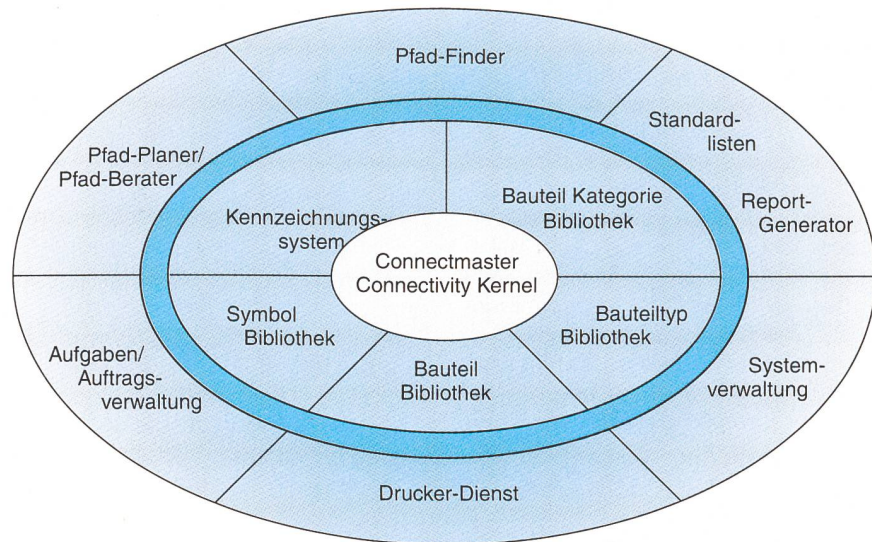 Pfad-Finder
Standard-
listen
Pfad-Planer/
Pfad-Berater
Report-
Generator
Bauteil Kategorie
Bibliothek
Kennzeichnungs-
system
Connectmaster
Connectivity Kernel
Symbol
Bibliothek
Bauteiltyp
Bibliothek
Bauteil
Bibliothek
Aufgaben/
Auftrags-
verwaltung
System-
verwaltung
Drucker-Dienst